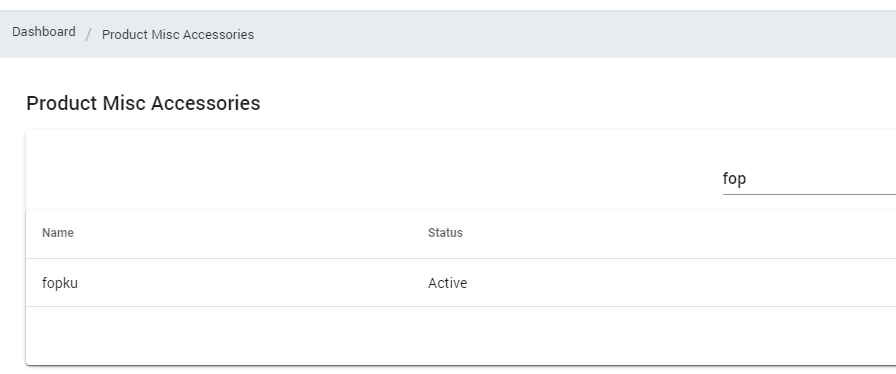 Dashboard / Product Misc Accessories
Product Misc Accessories
fop
Name Status
fopku Active